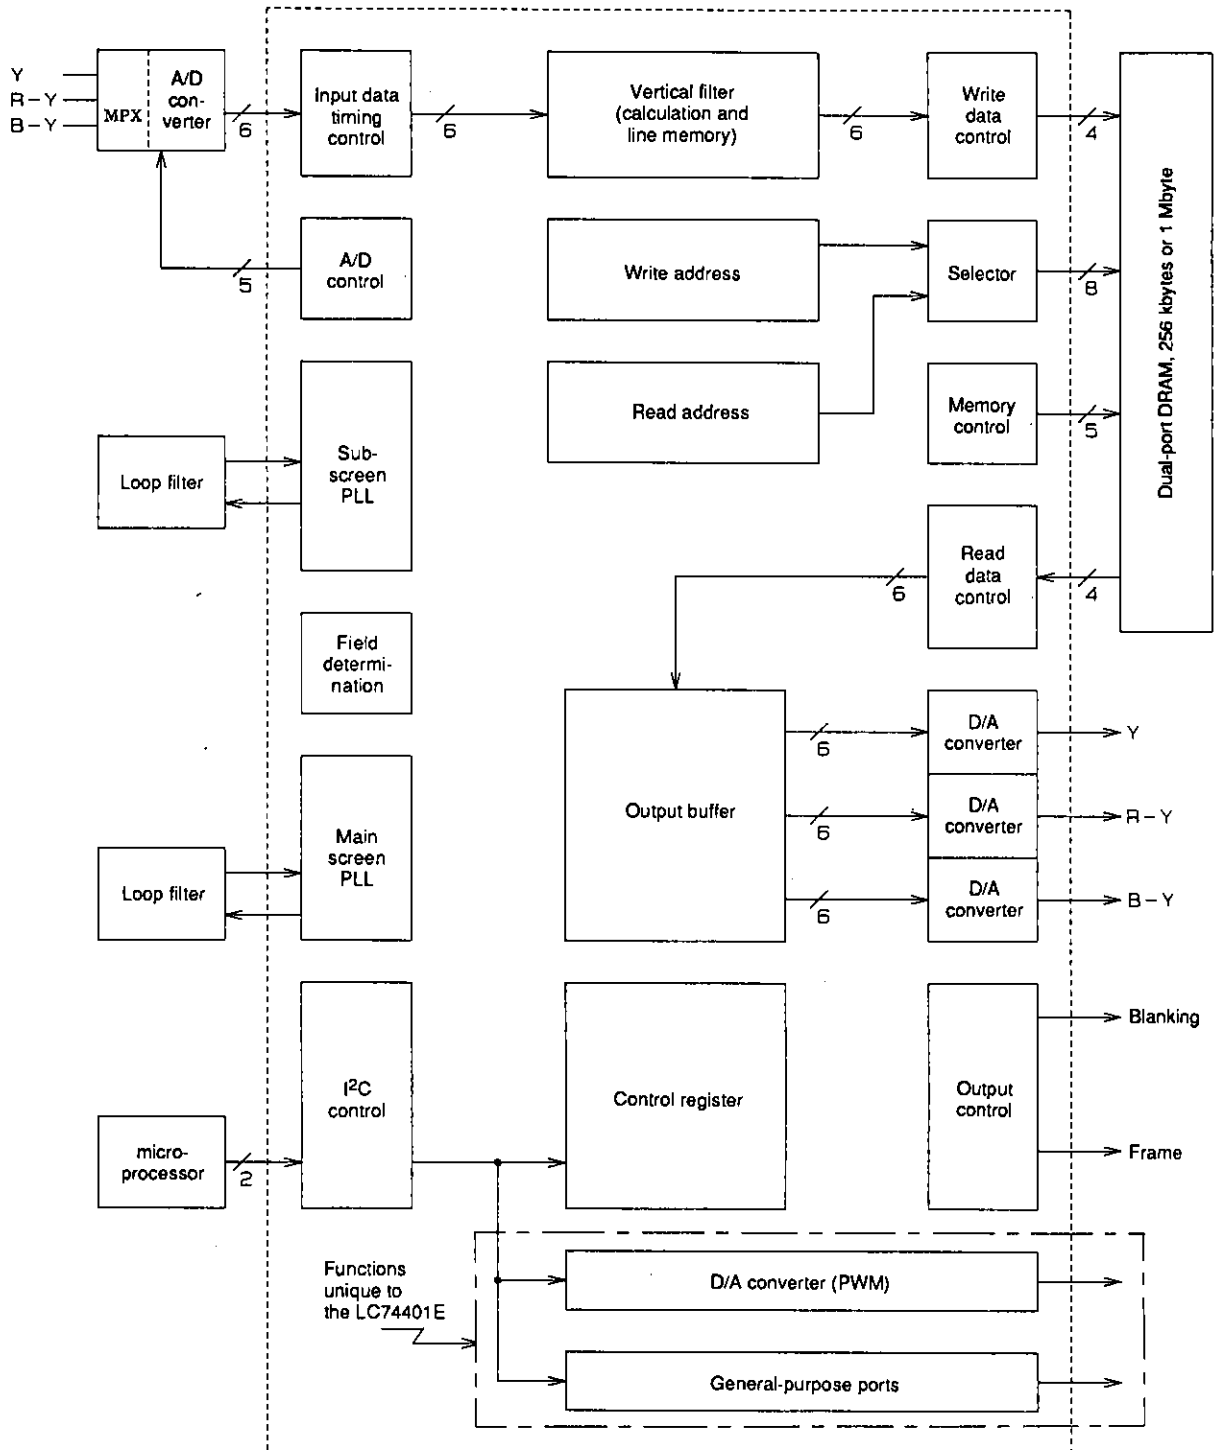 Y
R-Y
B-Y
MPX
A/D
con-
verter
6
Input data
timing
control
6
Vertical filter
(calculation and
line memory)
6
Write
data
control
4
Dual-port DRAM, 256 kbytes or 1 Mbyte
5
A/D
control
Write address
Selector
8
Loop filter
Sub-
screen
PLL
Read address
Memory
control
5
6
Read
data
control
4
Field
determi-
nation
Loop filter
Main
screen
PLL
Output buffer
6
D/A
converter
Y
6
D/A
converter
R-Y
6
D/A
converter
B-Y
micro-
processor
2
I²C
control
Control register
Output
control
Blanking
Frame
Functions
unique to
the LC74401E
D/A converter (PWM)
General-purpose ports